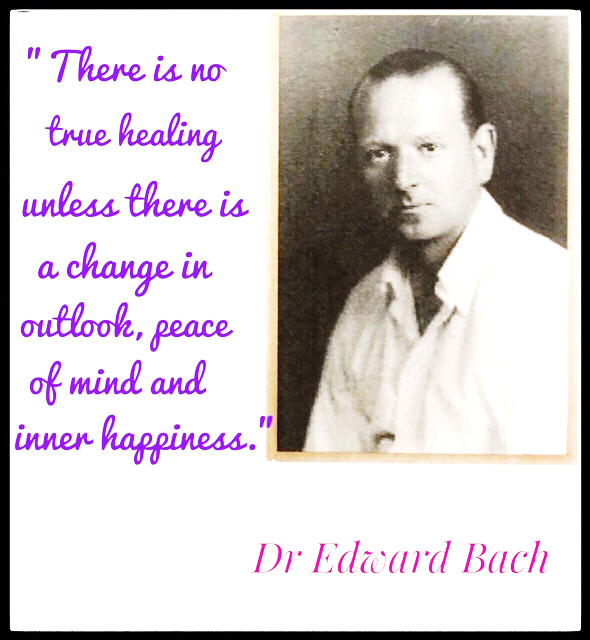 " There is no
true healing
unless there is
a change in
outlook, peace
of mind and
inner happiness."
Dr Edward Bach